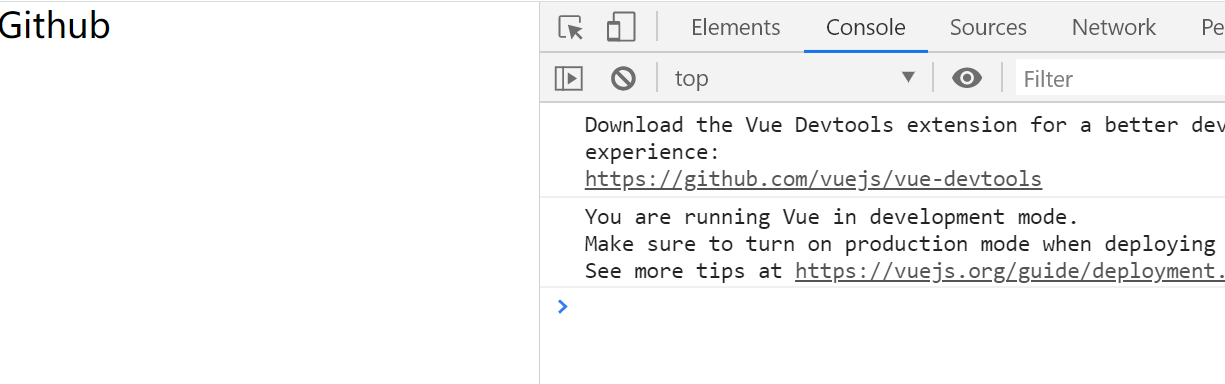 Github
Elements Console Sources Network Pe
top Filter
Download the Vue Devtools extension for a better dev
experience:
https://github.com/vuejs/vue-devtools
You are running Vue in development mode.
Make sure to turn on production mode when deploying
See more tips at https://vuejs.org/guide/deployment.